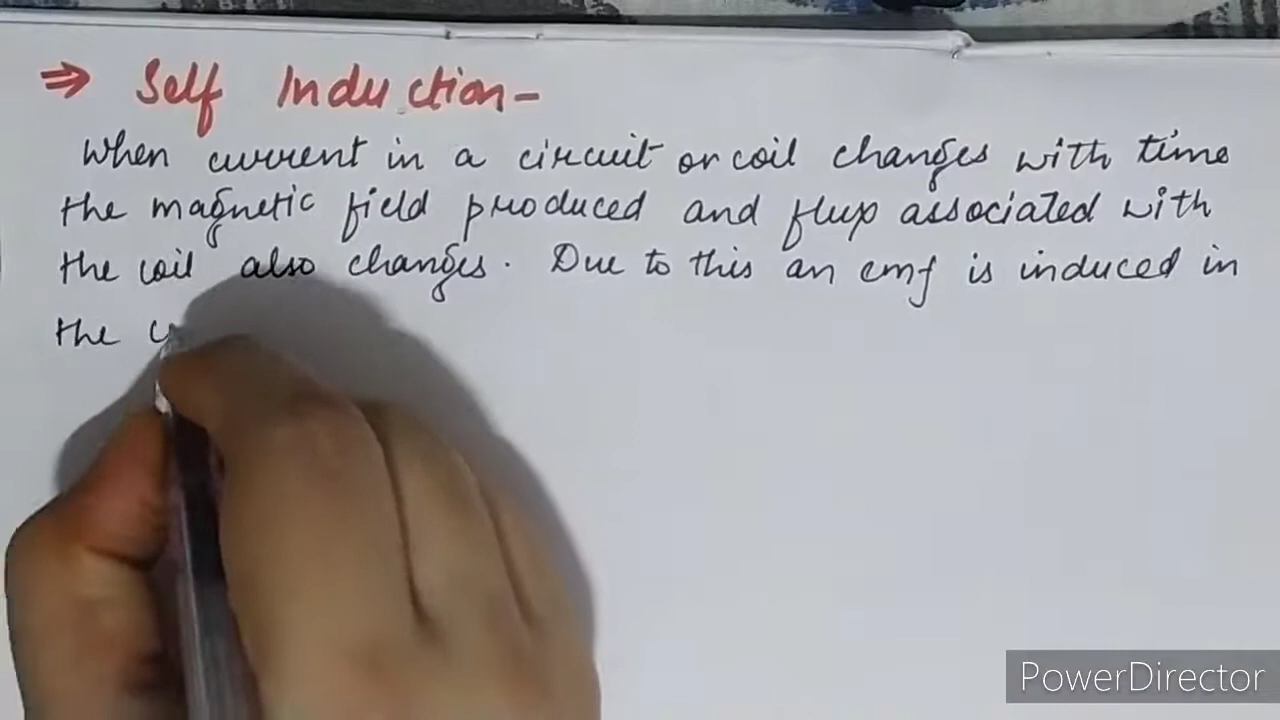 ⇒ Self Induction -
When current in a circuit or coil changes with time
the magnetic field produced and flux associated with
the coil also changes. Due to this an emf is induced in
the
PowerDirector